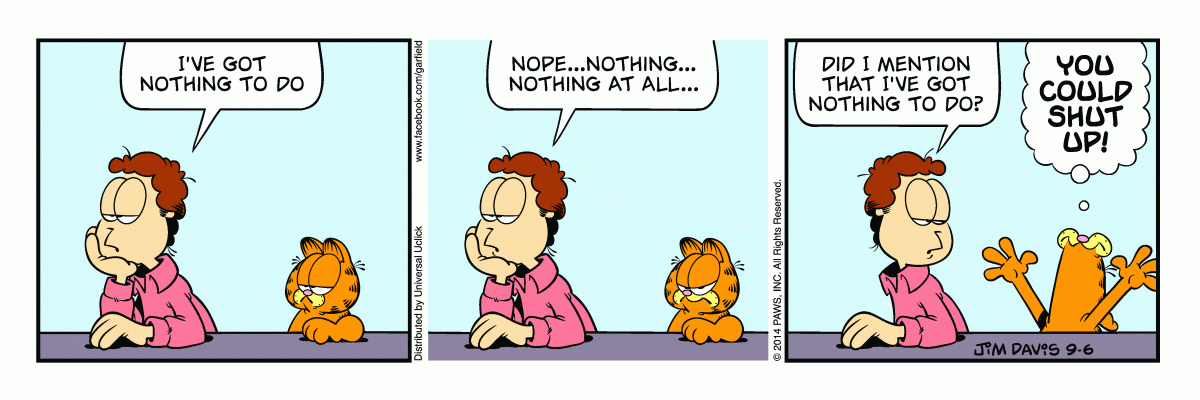 I'VE GOT
NOTHING TO DO
www.facebook.com/garfield
Distributed by Universal Uclick
NOPE...NOTHING...
NOTHING AT ALL...
© 2014 PAWS, INC. All Rights Reserved.
DID I MENTION
THAT I'VE GOT
NOTHING TO DO?
YOU
COULD
SHUT
UP!
JIM DAVIS 9-6